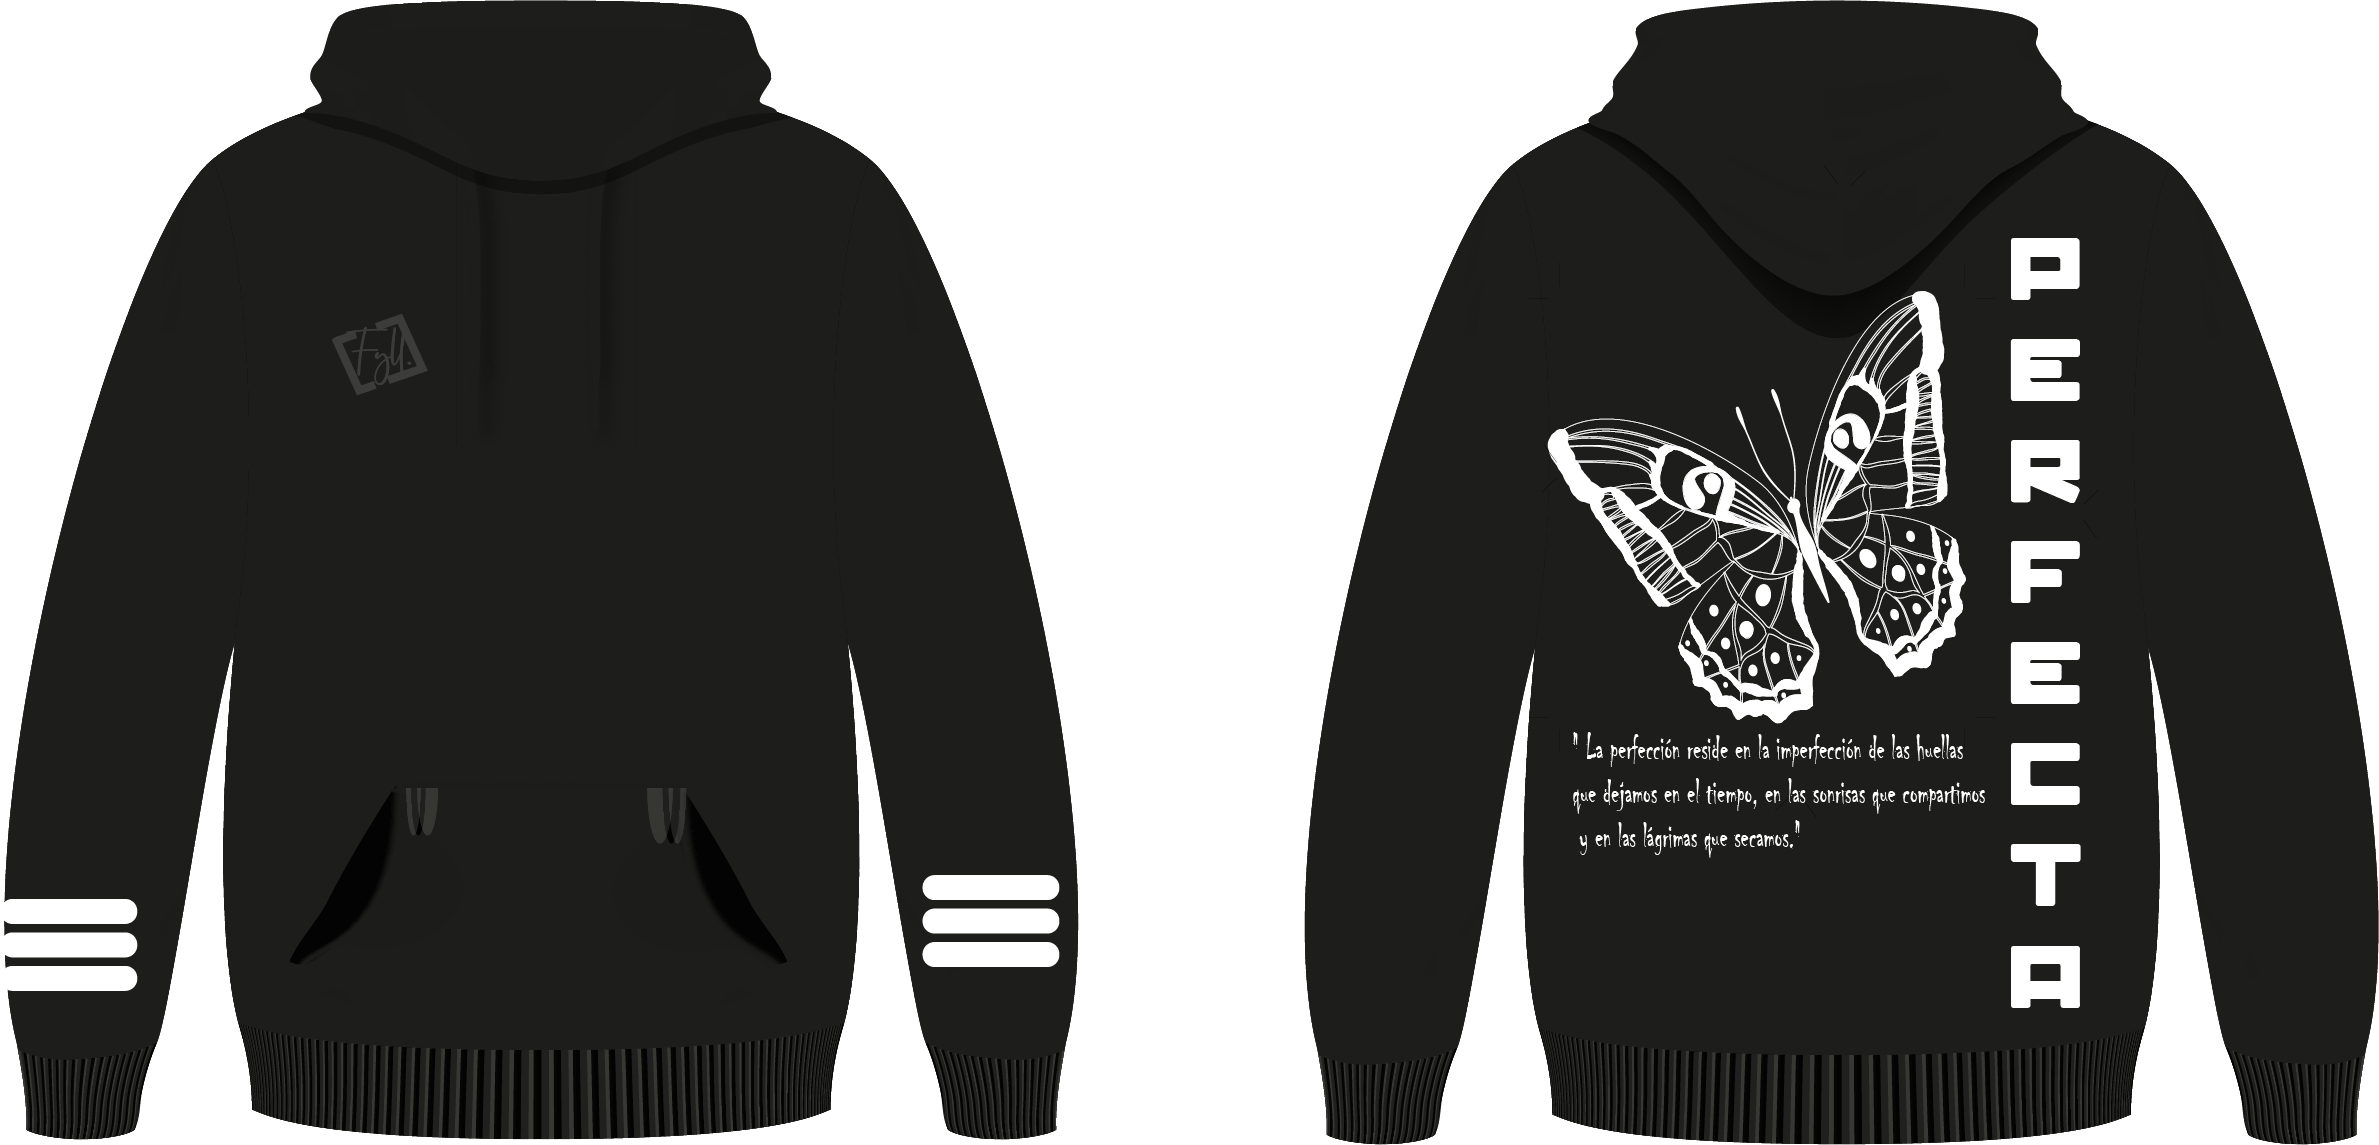 PERFECTA
" La perfección reside en la imperfección de las huellas
que dejamos en el tiempo, en las sonrisas que compartimos
y en las lágrimas que secamos."